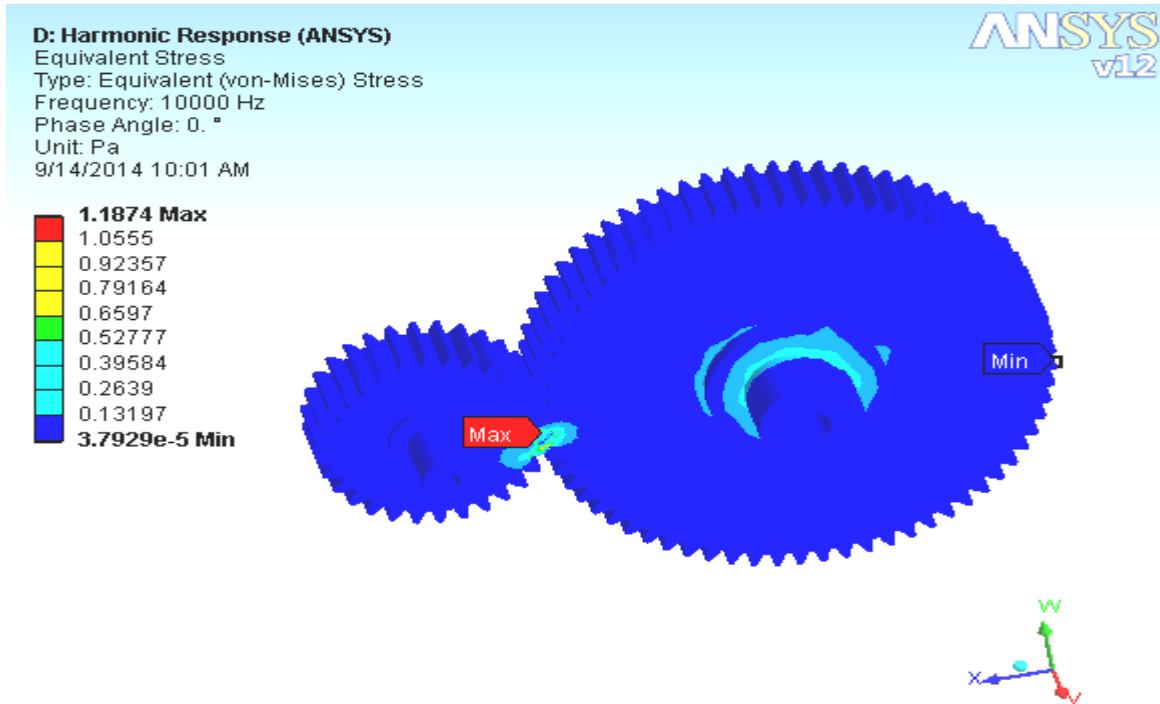 D: Harmonic Response (ANSYS)
Equivalent Stress
Type: Equivalent (von-Mises) Stress
Frequency: 10000 Hz
Phase Angle: 0. °
Unit: Pa
9/14/2014 10:01 AM
ANSYS
v12
1.1874 Max
1.0555
0.92357
0.79164
0.6597
0.52777
0.39584
0.2639
0.13197
3.7929e-5 Min
Min
Max
X